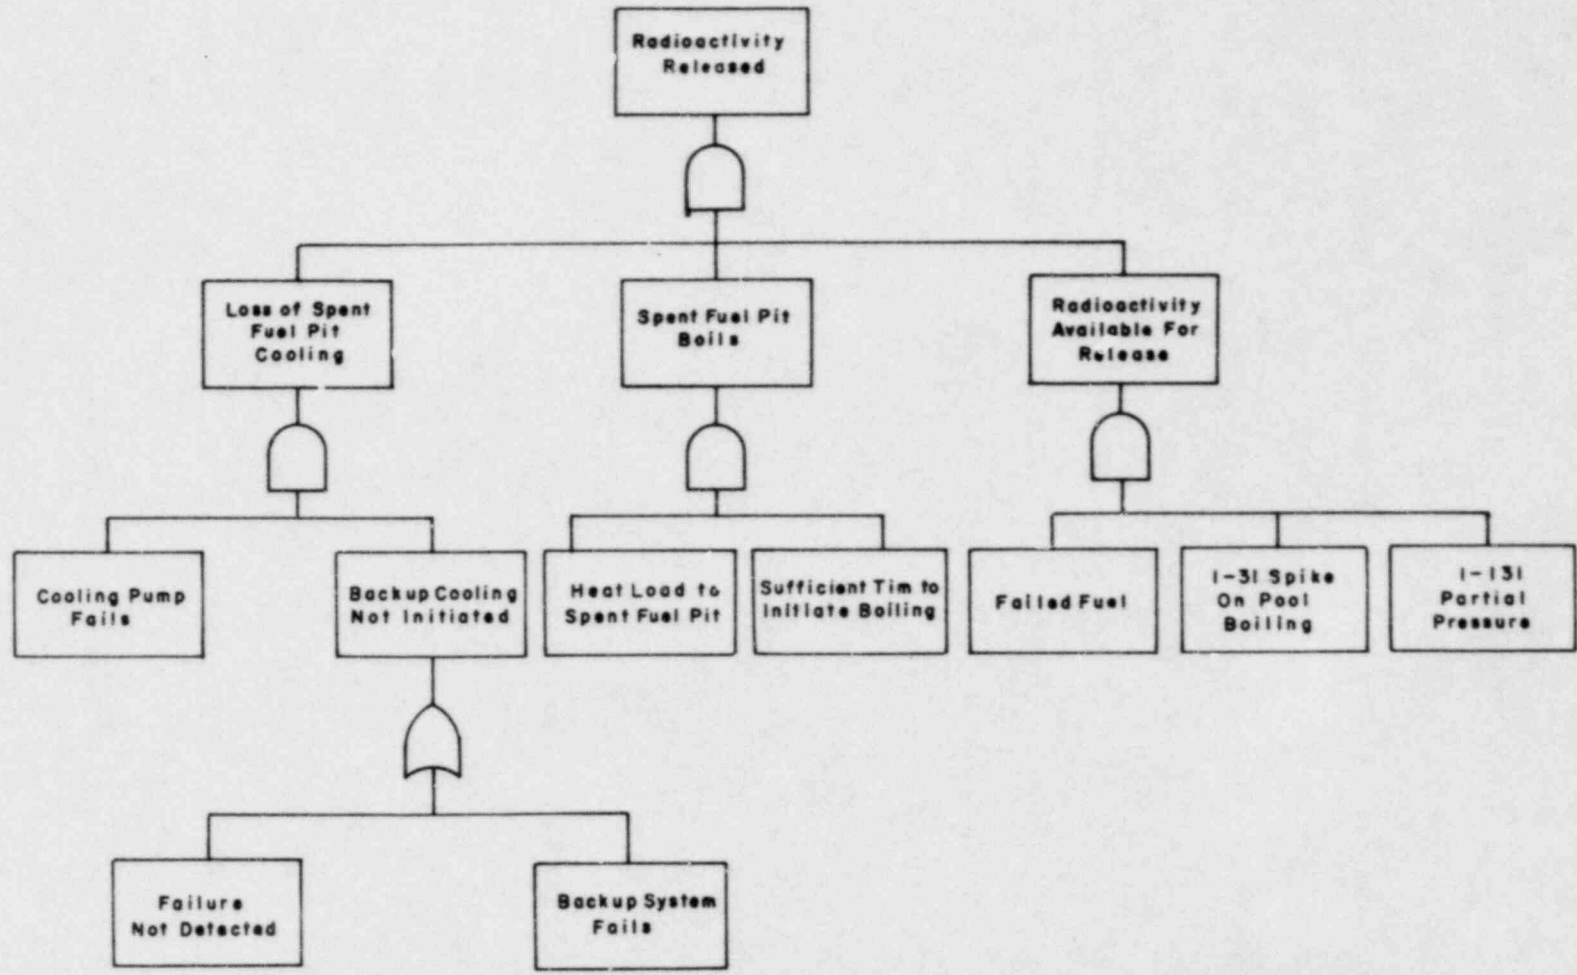 Radioactivity
Released
Loss of Spent
Fuel Pit
Cooling
Spent Fuel Pit
Boils
Radioactivity
Available For
Release
Cooling Pump
Fails
Backup Cooling
Not Initiated
Heat Load to
Spent Fuel Pit
Sufficient Tim to
Initiate Boiling
Failed Fuel
I-31 Spike
On Pool
Boiling
I-131
Partial
Pressure
Failure
Not Detected
Backup System
Fails